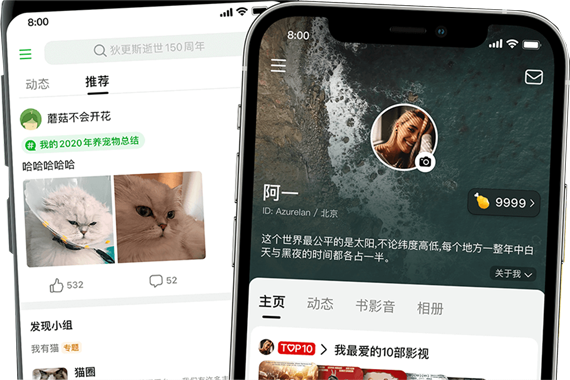 8:00
狄更斯逝世150周年
动态
推荐
蘑菇不会开花
# 我的2020年养宠物总结
哈哈哈哈哈
532
52
发现小组
我有猫 专题
猫圈
8:00
阿一
ID: Azurelan / 北京
9999 >
这个世界最公平的是太阳,不论纬度高低,每个地方一整年中白
天与黑夜的时间都各占一半。
关于我
主页
动态
书影音
相册
TOP10 > 我最爱的10部影视